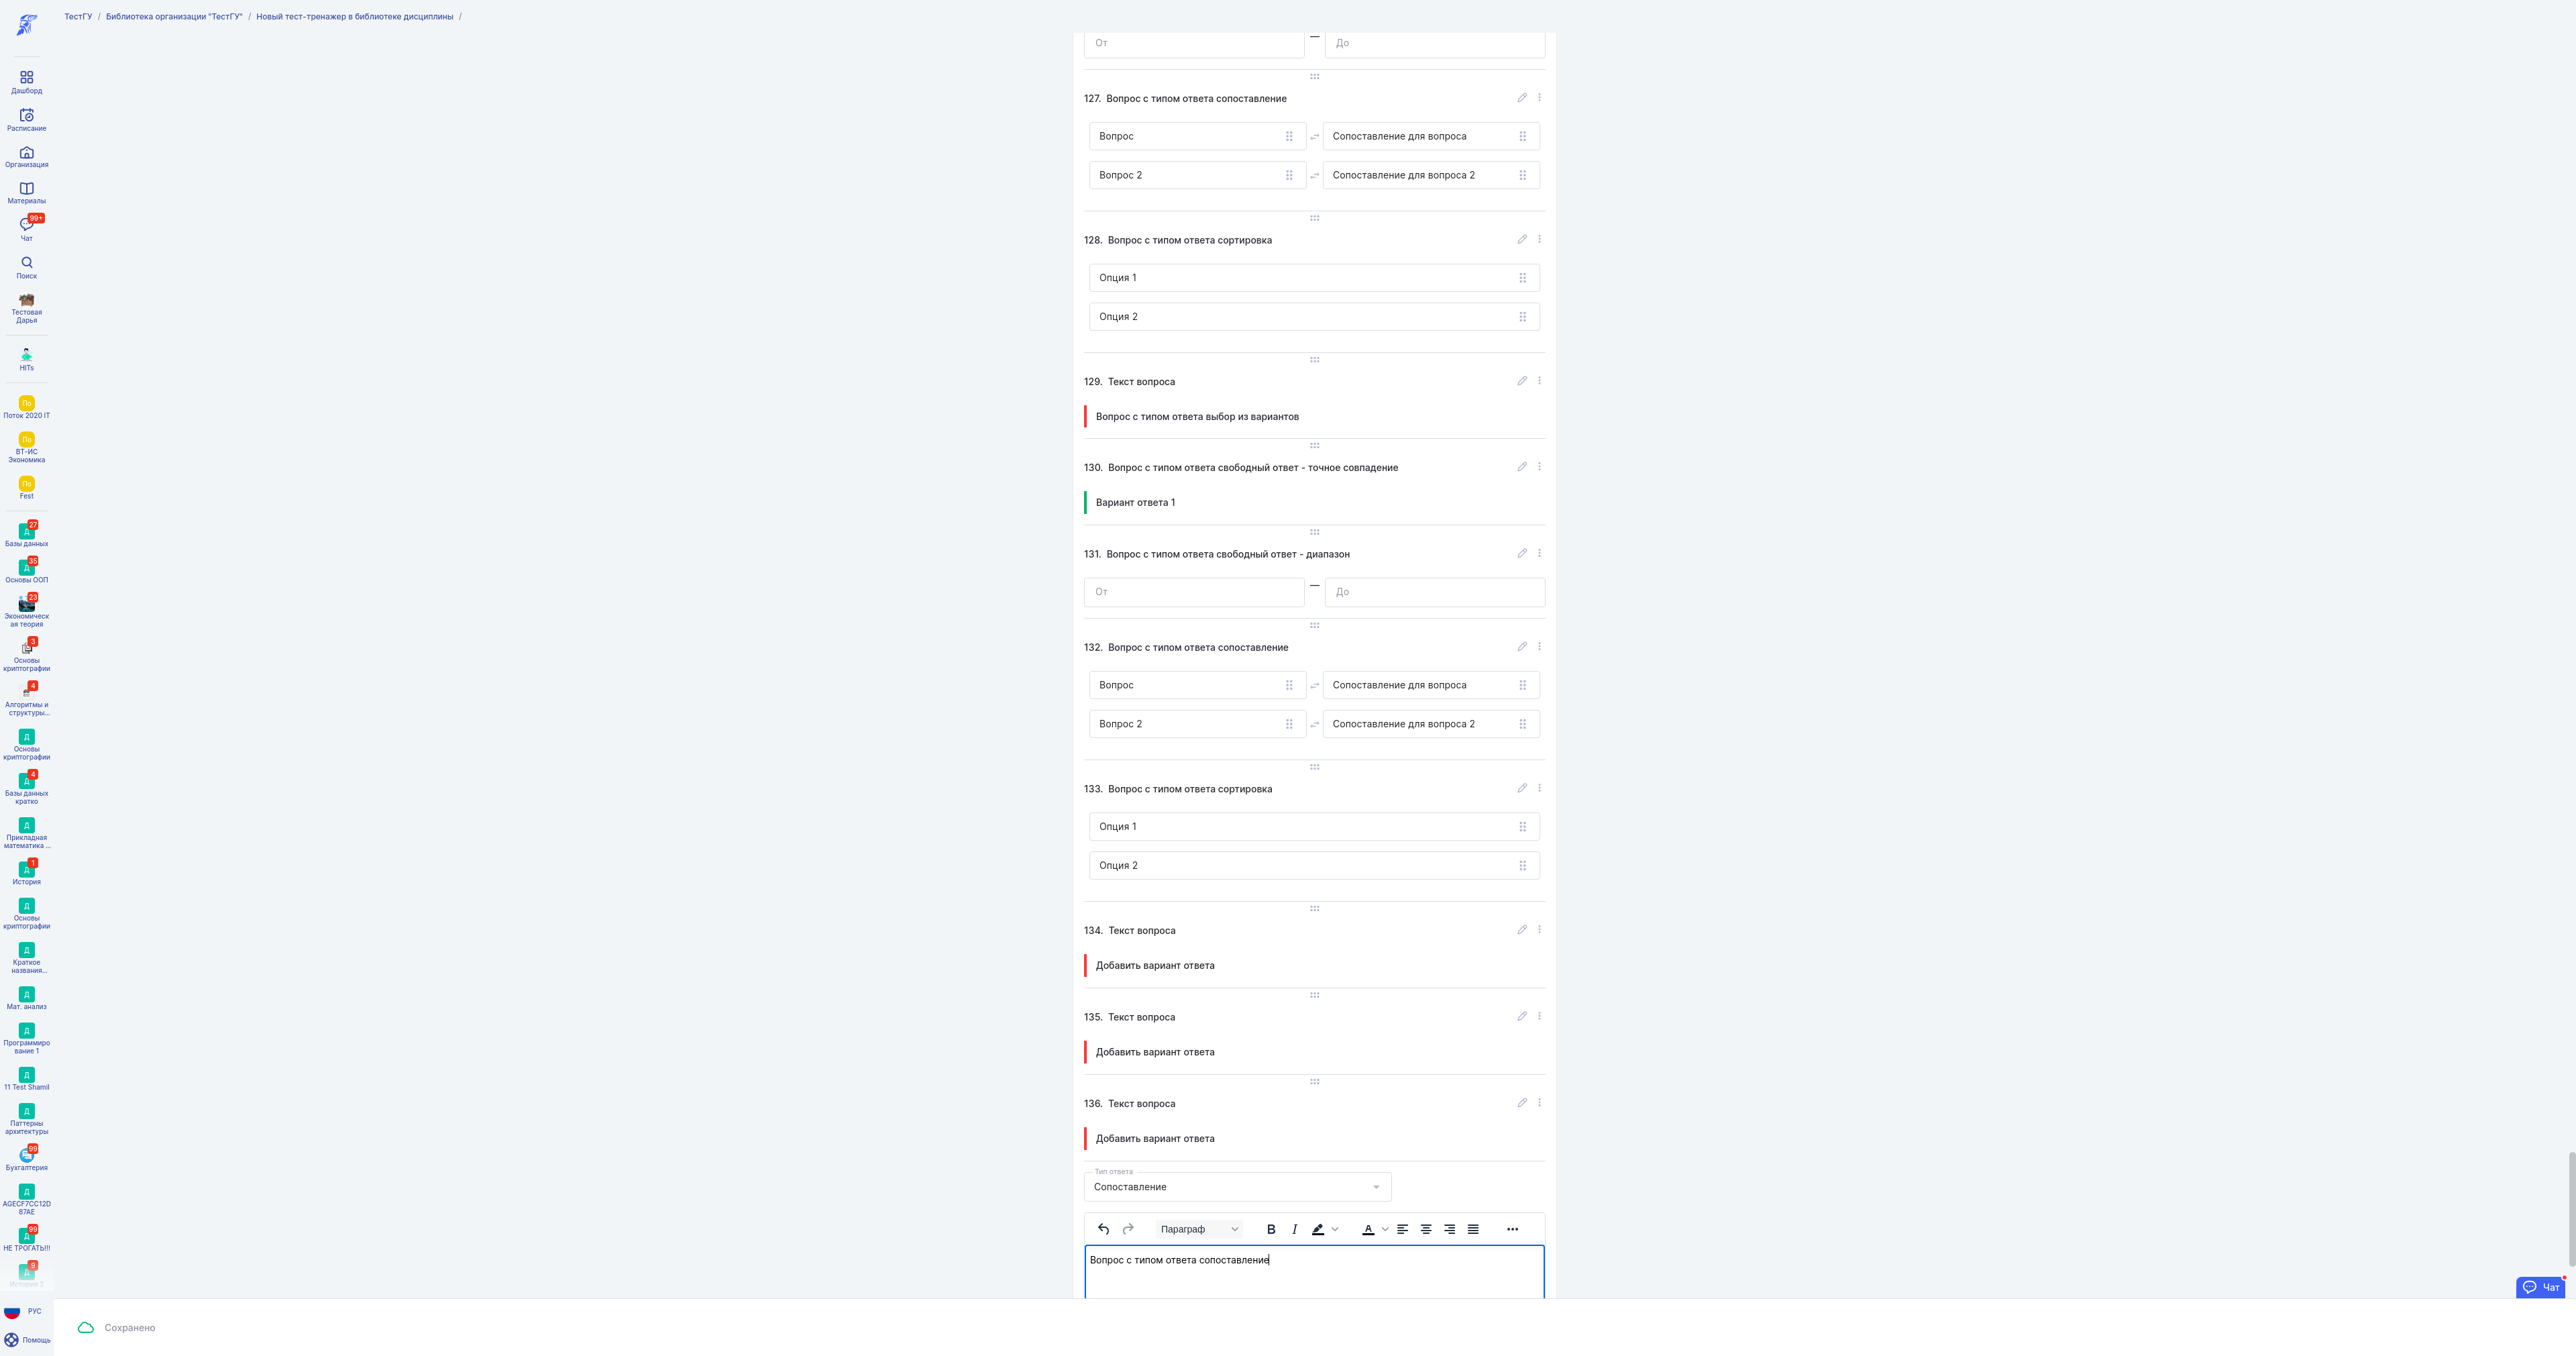 ТестГУ / Библиотека организации "ТестГУ" / Новый тест-тренажер в библиотеке дисциплины /
Дашборд
Расписание
Организация
Материалы
99+
Чат
Поиск
Тестовая
Дарья
HITs
По
Поток 2020 IT
По
ВТ-ИС
Экономика
По
Fest
27
Д
Базы данных
35
Д
Основы ООП
23
Экономическ
ая теория
3
Основы
криптографии
4
Алгоритмы и
структуры...
Д
Основы
криптографии
4
Д
Базы данных
кратко
Д
Прикладная
математика ...
1
Д
История
Д
Основы
криптографии
Д
Краткое
названия...
Д
Мат. анализ
Д
Программиро
вание 1
Д
11 Test Shamil
Д
Паттерны
архитектуры
99
Бухгалтерия
Д
AGECF7CC12D
87AE
99
Д
НЕ ТРОГАТЬ!!!
9
Д
История 2
РУС
Помощь
От — До
127. Вопрос с типом ответа сопоставление
Вопрос Сопоставление для вопроса
Вопрос 2 Сопоставление для вопроса 2
128. Вопрос с типом ответа сортировка
Опция 1
Опция 2
129. Текст вопроса
Вопрос с типом ответа выбор из вариантов
130. Вопрос с типом ответа свободный ответ - точное совпадение
Вариант ответа 1
131. Вопрос с типом ответа свободный ответ - диапазон
От — До
132. Вопрос с типом ответа сопоставление
Вопрос Сопоставление для вопроса
Вопрос 2 Сопоставление для вопроса 2
133. Вопрос с типом ответа сортировка
Опция 1
Опция 2
134. Текст вопроса
Добавить вариант ответа
135. Текст вопроса
Добавить вариант ответа
136. Текст вопроса
Добавить вариант ответа
Тип ответа
Сопоставление
Параграф B I A
Вопрос с типом ответа сопоставление
Чат
Сохранено